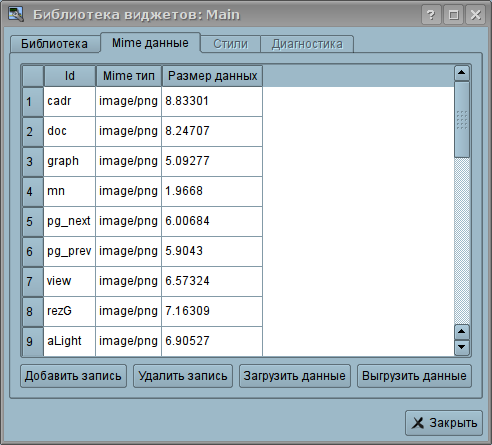 Библиотека виджетов: Main
Библиотека Mime данные Стили Диагностика
Id Mime тип Размер данных
1 cadr image/png 8.83301
2 doc image/png 8.24707
3 graph image/png 5.09277
4 mn image/png 1.9668
5 pg_next image/png 6.00684
6 pg_prev image/png 5.9043
7 view image/png 6.57324
8 rezG image/png 7.16309
9 aLight image/png 6.90527
Добавить запись Удалить запись Загрузить данные Выгрузить данные
Закрыть